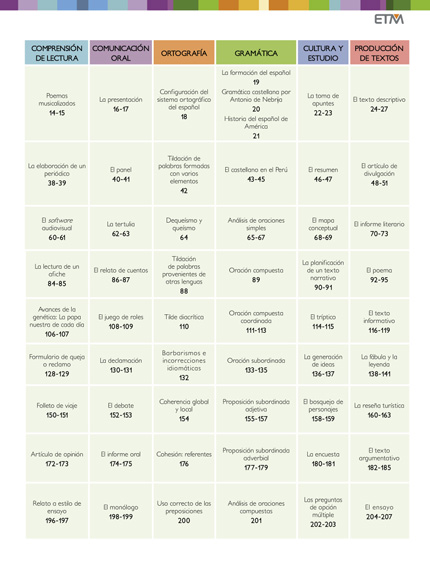 ETM
COMPRENSIÓN
DE LECTURA
COMUNICACIÓN
ORAL
ORTOGRAFÍA
GRAMÁTICA
CULTURA Y
ESTUDIO
PRODUCCIÓN
DE TEXTOS
Poemas
musicalizados
14-15
La presentación
16-17
Configuración del
sistema ortográfico
del español
18
La formación del español
19
Gramática castellana por
Antonio de Nebrija
20
Historia del español de
América
21
La toma de
apuntes
22-23
El texto descriptivo
24-27
La elaboración de un
periódico
38-39
El panel
40-41
Tildación de
palabras formadas
con varios
elementos
42
El castellano en el Perú
43-45
El resumen
46-47
El artículo de
divulgación
48-51
El software
audiovisual
60-61
La tertulia
62-63
Dequeísmo y
queísmo
64
Análisis de oraciones
simples
65-67
El mapa
conceptual
68-69
El informe literario
70-73
La lectura de un
afiche
84-85
El relato de cuentos
86-87
Tildación
de palabras
provenientes de
otras lenguas
88
Oración compuesta
89
La planificación
de un texto
narrativo
90-91
El poema
92-95
Avances de la
genética: La papa
nuestra de cada día
106-107
El juego de roles
108-109
Tilde diacrítica
110
Oración compuesta
coordinada
111-113
El tríptico
114-115
El texto
informativo
116-119
Formulario de queja
o reclamo
128-129
La declamación
130-131
Barbarismos e
incorrecciones
idiomáticas
132
Oración subordinada
133-135
La generación
de ideas
136-137
La fábula y la
leyenda
138-141
Folleto de viaje
150-151
El debate
152-153
Coherencia global
y local
154
Proposición subordinada
adjetiva
155-157
El bosquejo de
personajes
158-159
La reseña turística
160-163
Artículo de opinión
172-173
El informe oral
174-175
Cohesión: referentes
176
Proposición subordinada
adverbial
177-179
La encuesta
180-181
El texto
argumentativo
182-185
Relato a estilo de
ensayo
196-197
El monólogo
198-199
Uso correcto de las
preposiciones
200
Análisis de oraciones
compuestas
201
Las preguntas
de opción
múltiple
202-203
El ensayo
204-207